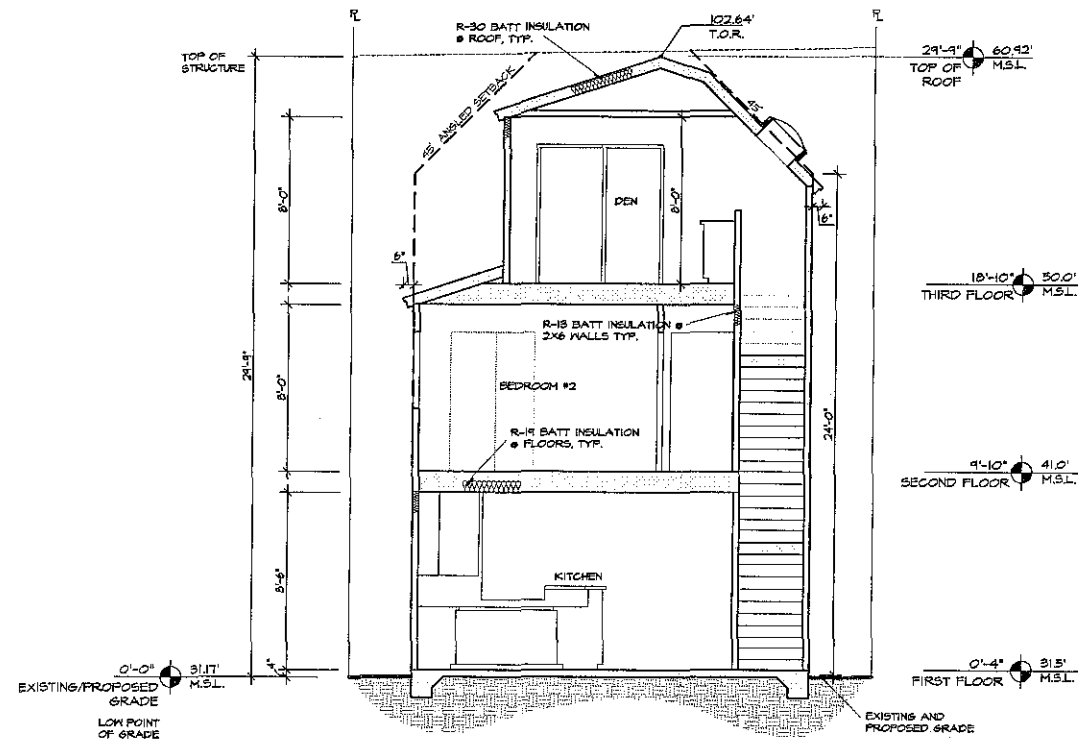 ℄
℄
R-30 BATT INSULATION
@ ROOF, TYP.
102.64'
T.O.R.
TOP OF
STRUCTURE
29'-9" 60.92'
TOP OF M.S.L.
ROOF
45° ANGLED SETBACK
45°
8'-0"
DEN
8'-0"
6"
6"
18'-10" 50.0'
THIRD FLOOR M.S.L.
R-13 BATT INSULATION @
2X6 WALLS TYP.
29'-9"
8'-0"
BEDROOM #2
24'-0"
R-19 BATT INSULATION
@ FLOORS, TYP.
9'-10" 41.0'
SECOND FLOOR M.S.L.
8'-6"
KITCHEN
4"
0'-0" 31.17'
EXISTING/PROPOSED M.S.L.
GRADE
LOW POINT
OF GRADE
0'-4" 31.5'
FIRST FLOOR M.S.L.
EXISTING AND
PROPOSED GRADE